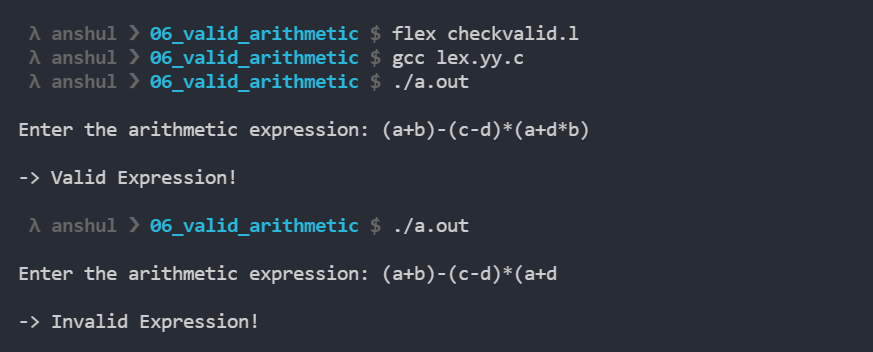 λ anshul ❯ 06_valid_arithmetic $ flex checkvalid.l
λ anshul ❯ 06_valid_arithmetic $ gcc lex.yy.c
λ anshul ❯ 06_valid_arithmetic $ ./a.out
Enter the arithmetic expression: (a+b)-(c-d)*(a+d*b)
-> Valid Expression!
λ anshul ❯ 06_valid_arithmetic $ ./a.out
Enter the arithmetic expression: (a+b)-(c-d)*(a+d
-> Invalid Expression!